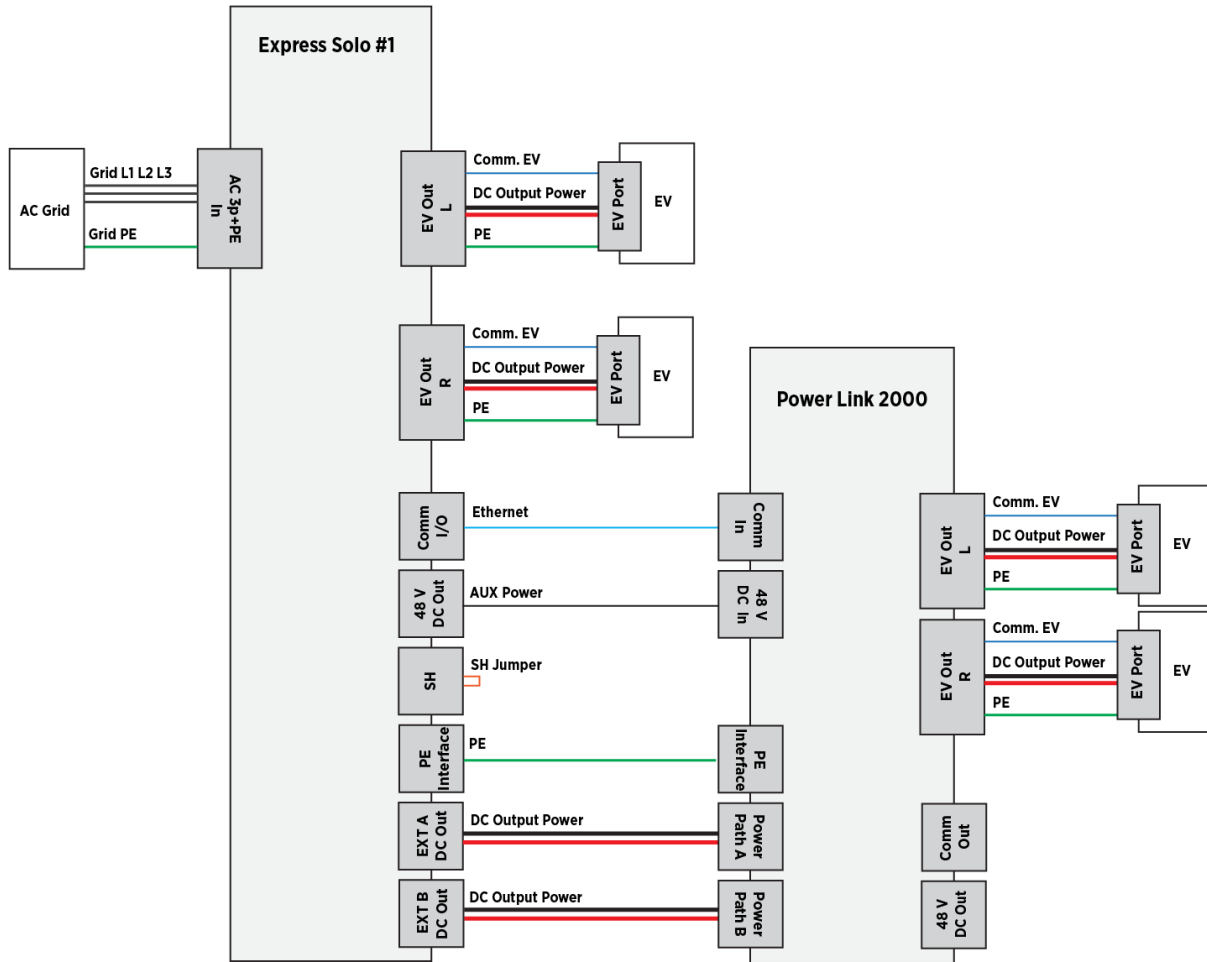 Express Solo #1
AC Grid
Grid L1 L2 L3
Grid PE
AC 3p+PE
In
EV Out
L
Comm. EV
DC Output Power
PE
EV Port
EV
EV Out
R
Comm. EV
DC Output Power
PE
EV Port
EV
Comm
I/O
Ethernet
48 V
DC Out
AUX Power
SH
SH Jumper
PE
Interface
PE
EXT A
DC Out
DC Output Power
EXT B
DC Out
DC Output Power
Power Link 2000
Comm
In
48 V
DC In
PE
Interface
Power
Path A
Power
Path B
EV Out
L
Comm. EV
DC Output Power
PE
EV Port
EV
EV Out
R
Comm. EV
DC Output Power
PE
EV Port
EV
Comm
Out
48 V
DC Out